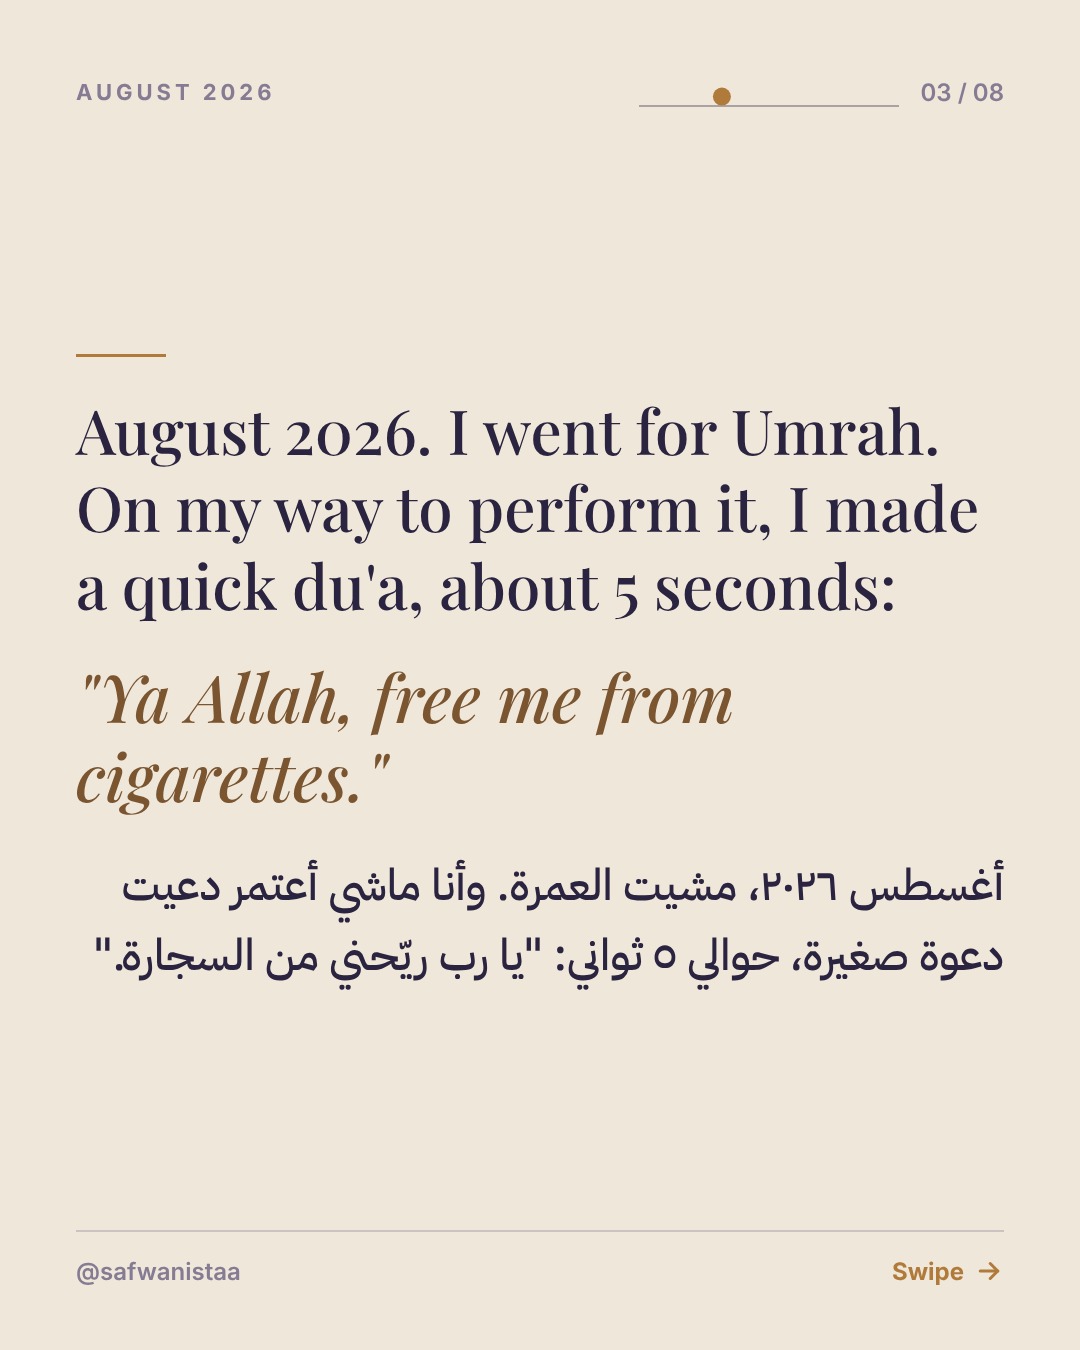 AUGUST 2026
03 / 08
August 2026. I went for Umrah.
On my way to perform it, I made
a quick du'a, about 5 seconds:
"Ya Allah, free me from
cigarettes."
أغسطس ٢٠٢٦، مشيت العمرة. وأنا ماشي أعتمر دعيت
دعوة صغيرة، حوالي ٥ ثواني: "يا رب ريّحني من السجارة."
@safwanistaa
Swipe →